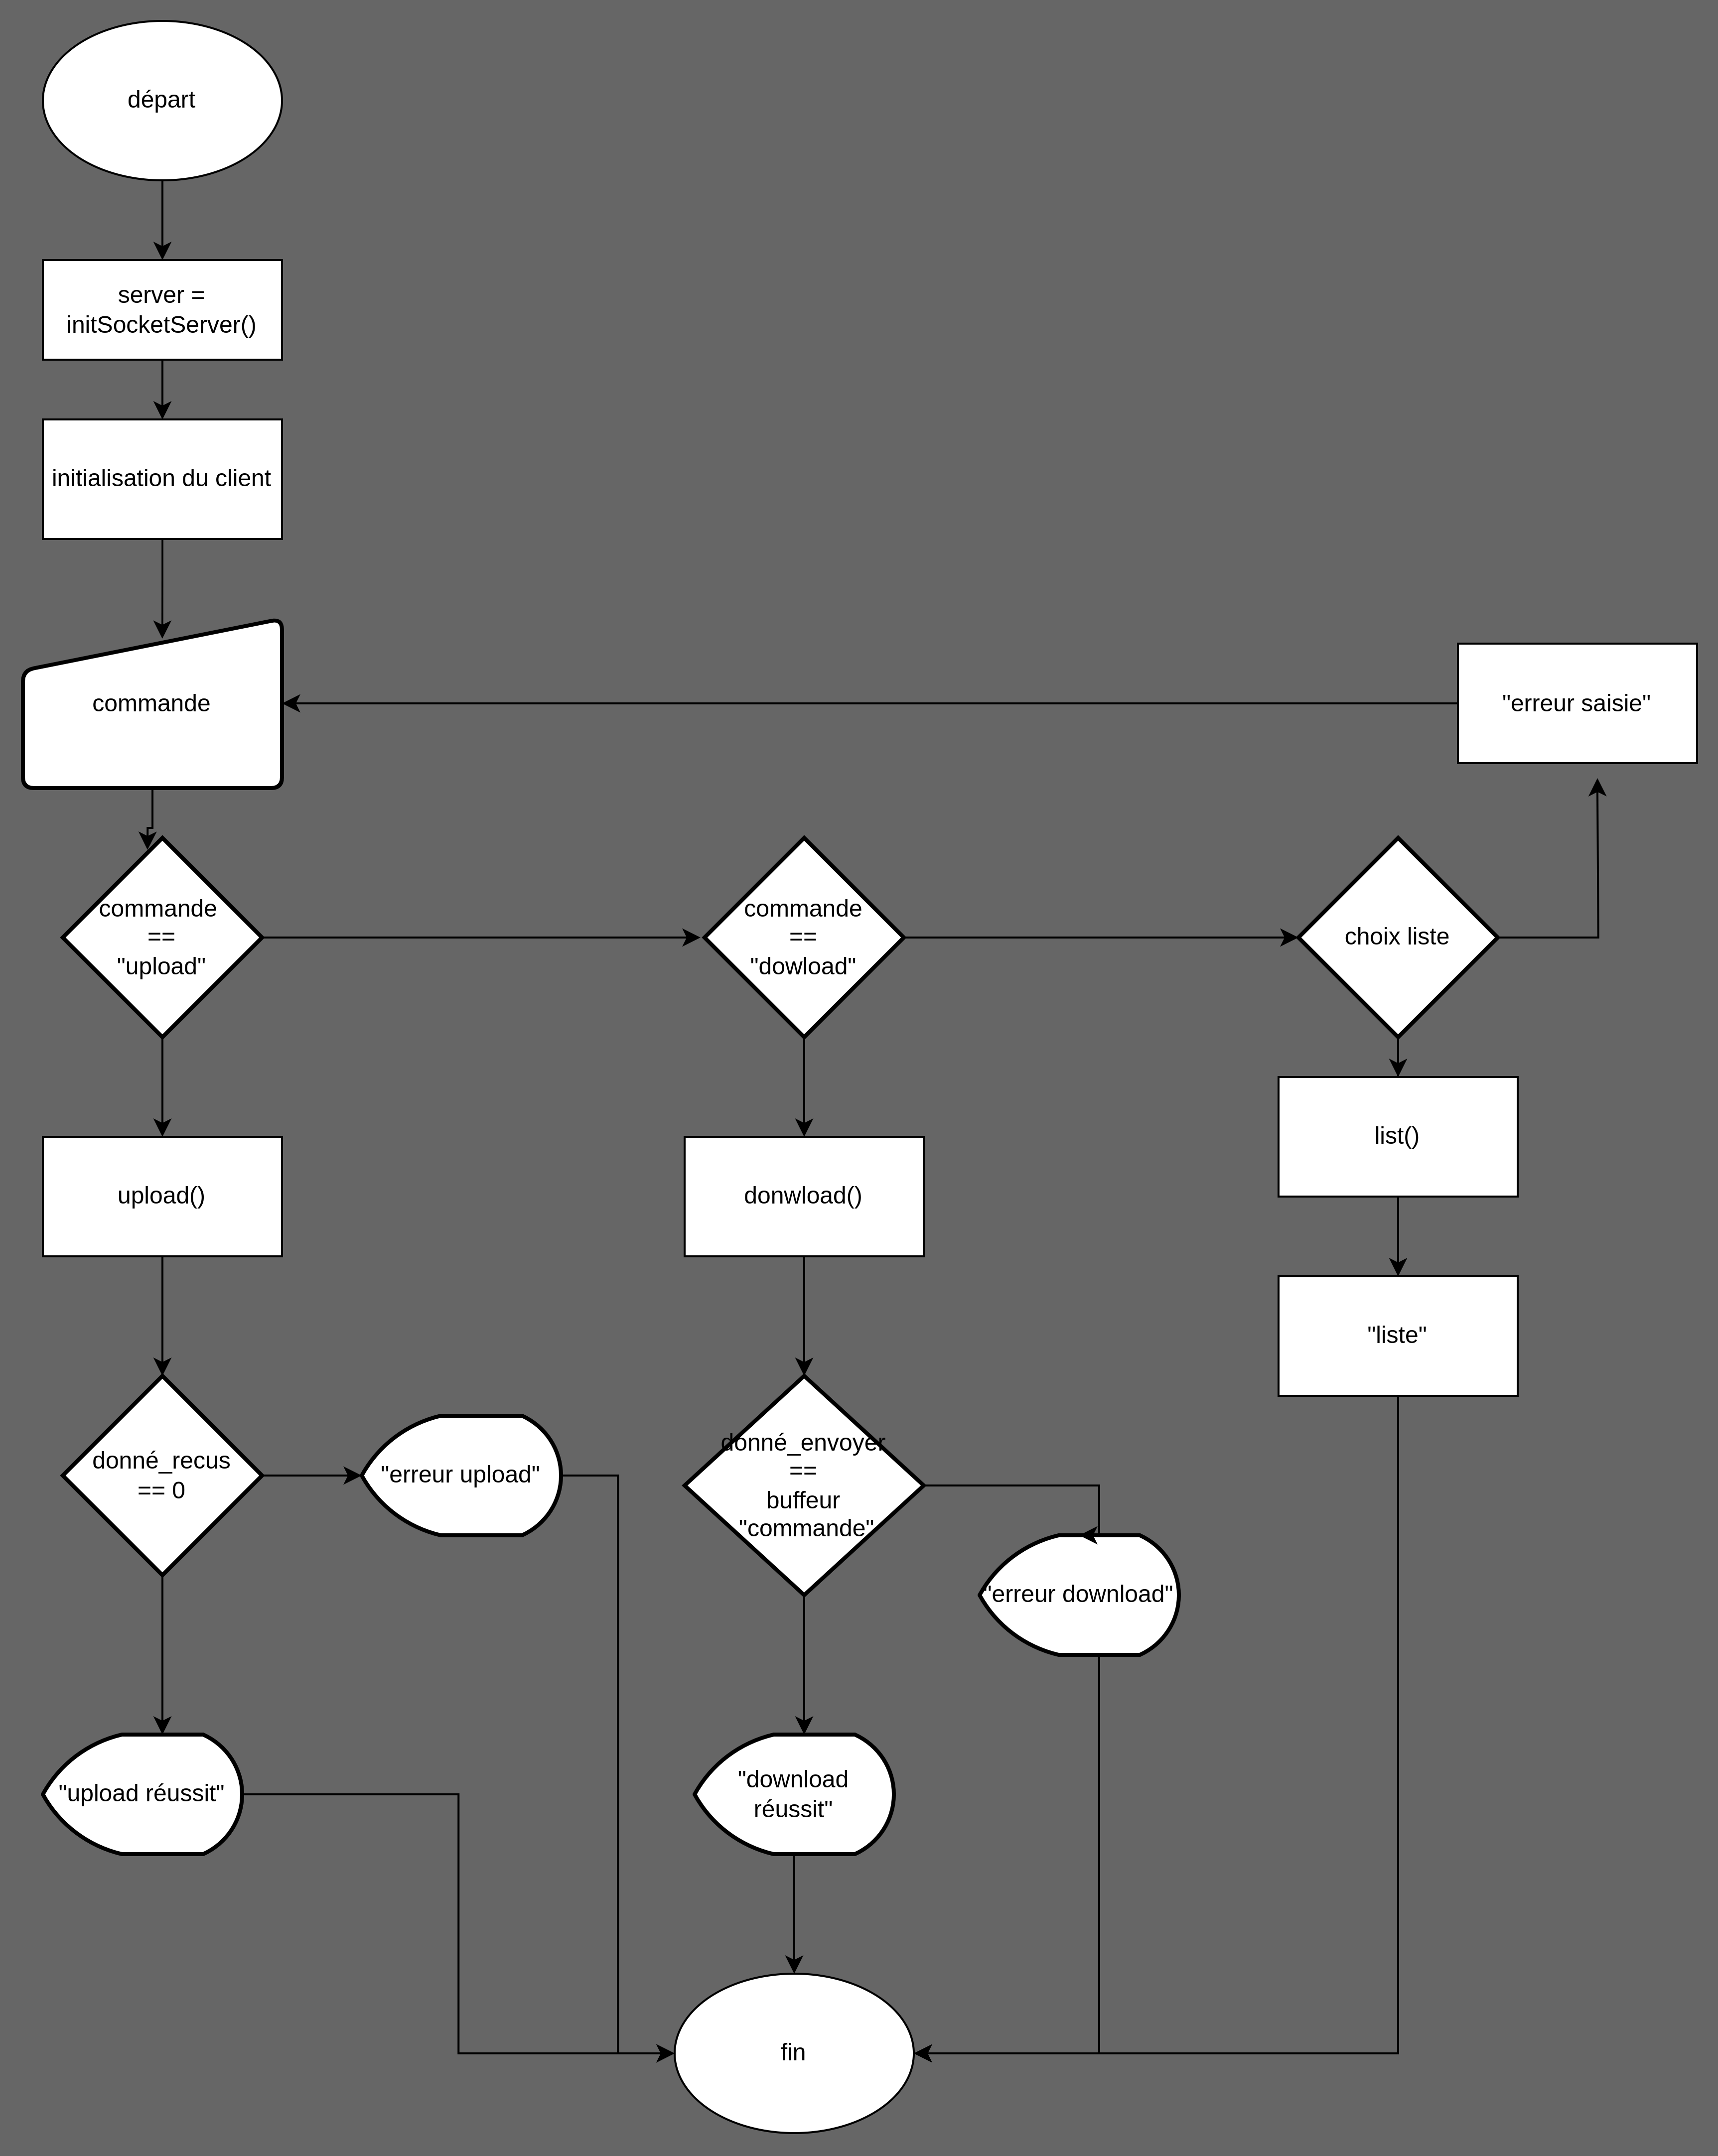 départ
server =
initSocketServer()
initialisation du client
commande
"erreur saisie"
commande
==
"upload"
commande
==
"dowload"
choix liste
list()
upload()
donwload()
"liste"
donné_recus
== 0
"erreur upload"
donné_envoyer
==
buffeur
"commande"
"erreur download"
"upload réussit"
"download
réussit"
fin